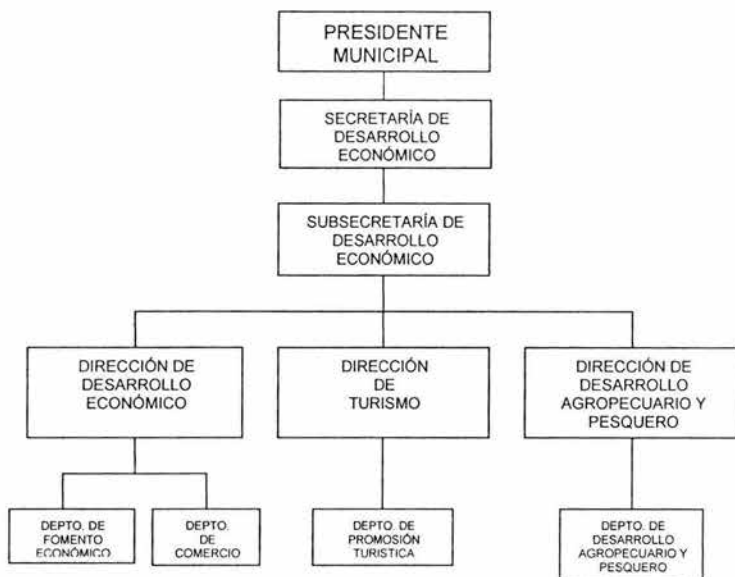 PRESIDENTE
MUNICIPAL
SECRETARÍA DE
DESARROLLO
ECONÓMICO
SUBSECRETARÍA DE
DESARROLLO
ECONÓMICO
DIRECCIÓN DE
DESARROLLO
ECONÓMICO
DIRECCIÓN
DE
TURISMO
DIRECCIÓN DE
DESARROLLO
AGROPECUARIO Y
PESQUERO
DEPTO. DE
FOMENTO
ECONÓMICO
DEPTO.
DE
COMERCIO
DEPTO. DE
PROMOSIÓN
TURISTICA
DEPTO. DE
DESARROLLO
AGROPECUARIO Y
PESQUERO